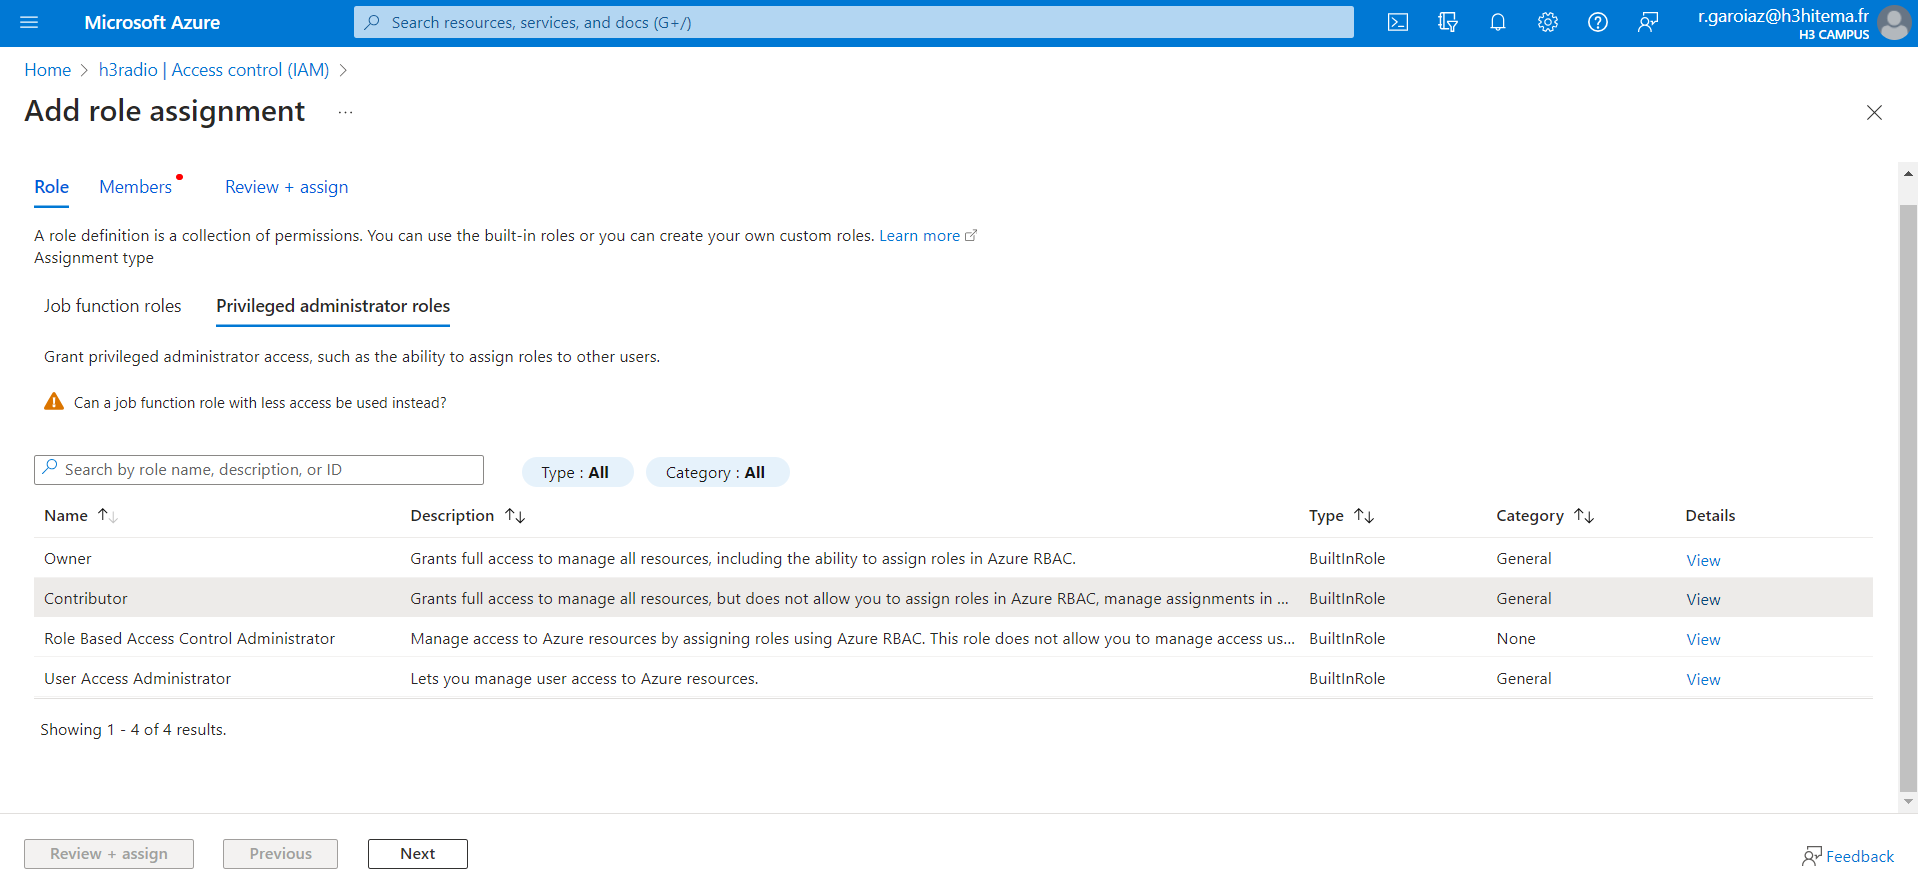 Microsoft Azure
Search resources, services, and docs (G+/)
r.garoiaz@h3hitema.fr
H3 CAMPUS
Home
h3radio | Access control (IAM)
Add role assignment
...
Role
Members
Review + assign
A role definition is a collection of permissions. You can use the built-in roles or you can create your own custom roles. Learn more
Assignment type
Job function roles
Privileged administrator roles
Grant privileged administrator access, such as the ability to assign roles to other users.
Can a job function role with less access be used instead?
Search by role name, description, or ID
Type : All
Category : All
Name Description Type Category Details
Owner Grants full access to manage all resources, including the ability to assign roles in Azure RBAC. BuiltInRole General View
Contributor Grants full access to manage all resources, but does not allow you to assign roles in Azure RBAC, manage assignments in ... BuiltInRole General View
Role Based Access Control Administrator Manage access to Azure resources by assigning roles using Azure RBAC. This role does not allow you to manage access us... BuiltInRole None View
User Access Administrator Lets you manage user access to Azure resources. BuiltInRole General View
Showing 1 - 4 of 4 results.
Review + assign
Previous
Next
Feedback